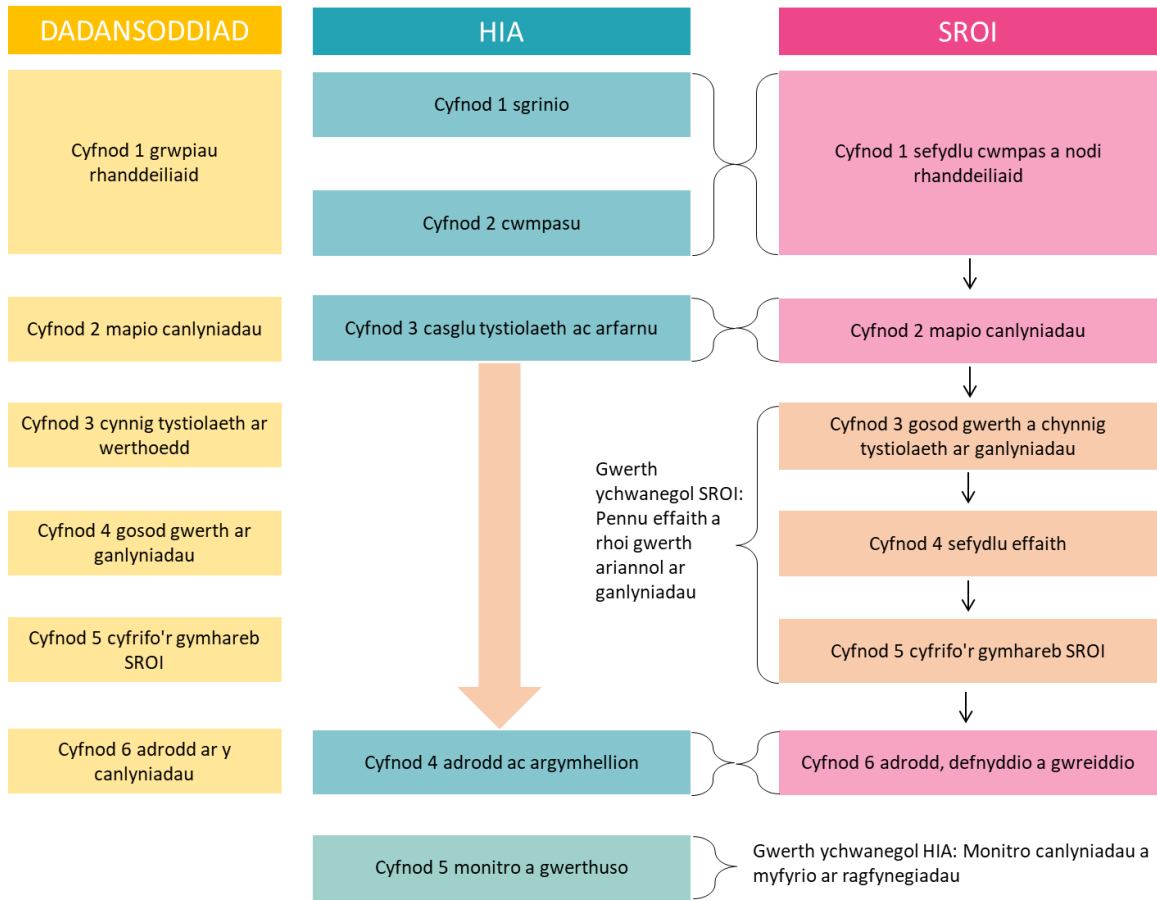 DADANSODDIAD
HIA
SROI
Cyfnod 1 grwpiau
rhanddeiliaid
Cyfnod 1 sgrinio
Cyfnod 2 cwmpasu
Cyfnod 1 sefydlu cwmpas a nodi
rhanddeiliaid
Cyfnod 2 mapio canlyniadau
Cyfnod 3 casglu tystiolaeth ac arfarnu
Cyfnod 2 mapio canlyniadau
Cyfnod 3 cynnig tystiolaeth ar
werthoedd
Cyfnod 3 gosod gwerth a chynnig
tystiolaeth ar ganlyniadau
Gwerth
ychwanegol SROI:
Pennu effaith a
rhoi gwerth
ariannol ar
ganlyniadau
Cyfnod 4 gosod gwerth ar
ganlyniadau
Cyfnod 4 sefydlu effaith
Cyfnod 5 cyfrifo'r gymhareb
SROI
Cyfnod 5 cyfrifo'r gymhareb SROI
Cyfnod 6 adrodd ar y
canlyniadau
Cyfnod 4 adrodd ac argymhellion
Cyfnod 6 adrodd, defnyddio a gwreiddio
Cyfnod 5 monitro a gwerthuso
Gwerth ychwanegol HIA: Monitro canlyniadau a
myfyrio ar ragfynegiadau